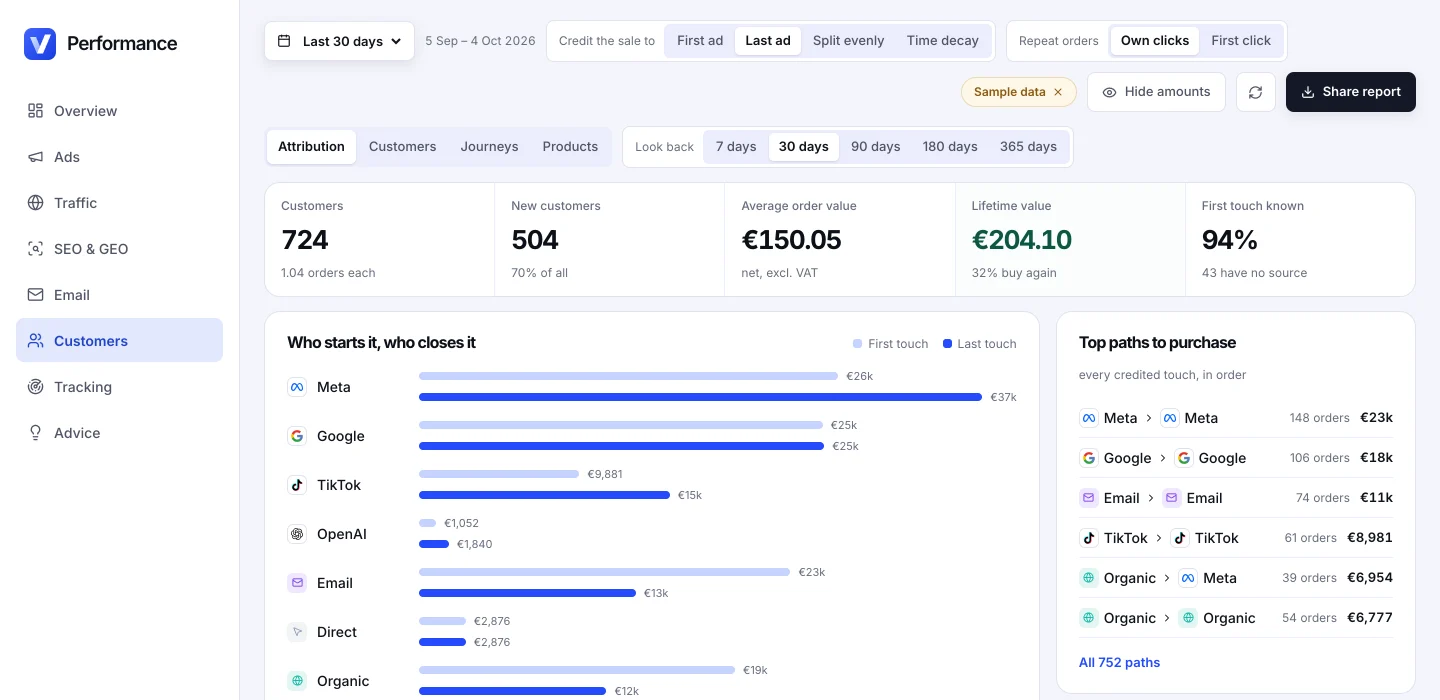 Performance
Overview
Ads
Traffic
SEO & GEO
Email
Customers
Tracking
Advice
Last 30 days
5 Sep – 4 Oct 2026
Credit the sale to First ad Last ad Split evenly Time decay
Repeat orders Own clicks First click
Sample data ×
Hide amounts
Share report
Attribution Customers Journeys Products
Look back 7 days 30 days 90 days 180 days 365 days
Customers
724
1.04 orders each
New customers
504
70% of all
Average order value
€150.05
net, excl. VAT
Lifetime value
€204.10
32% buy again
First touch known
94%
43 have no source
Who starts it, who closes it
First touch Last touch
Meta
€26k
€37k
Google
€25k
€25k
TikTok
€9,881
€15k
OpenAI
€1,052
€1,840
Email
€23k
€13k
Direct
€2,876
€2,876
Organic
€19k
€12k
Top paths to purchase
every credited touch, in order
Meta > Meta 148 orders €23k
Google > Google 106 orders €18k
Email > Email 74 orders €11k
TikTok > TikTok 61 orders €8,981
Organic > Meta 39 orders €6,954
Organic > Organic 54 orders €6,777
All 752 paths